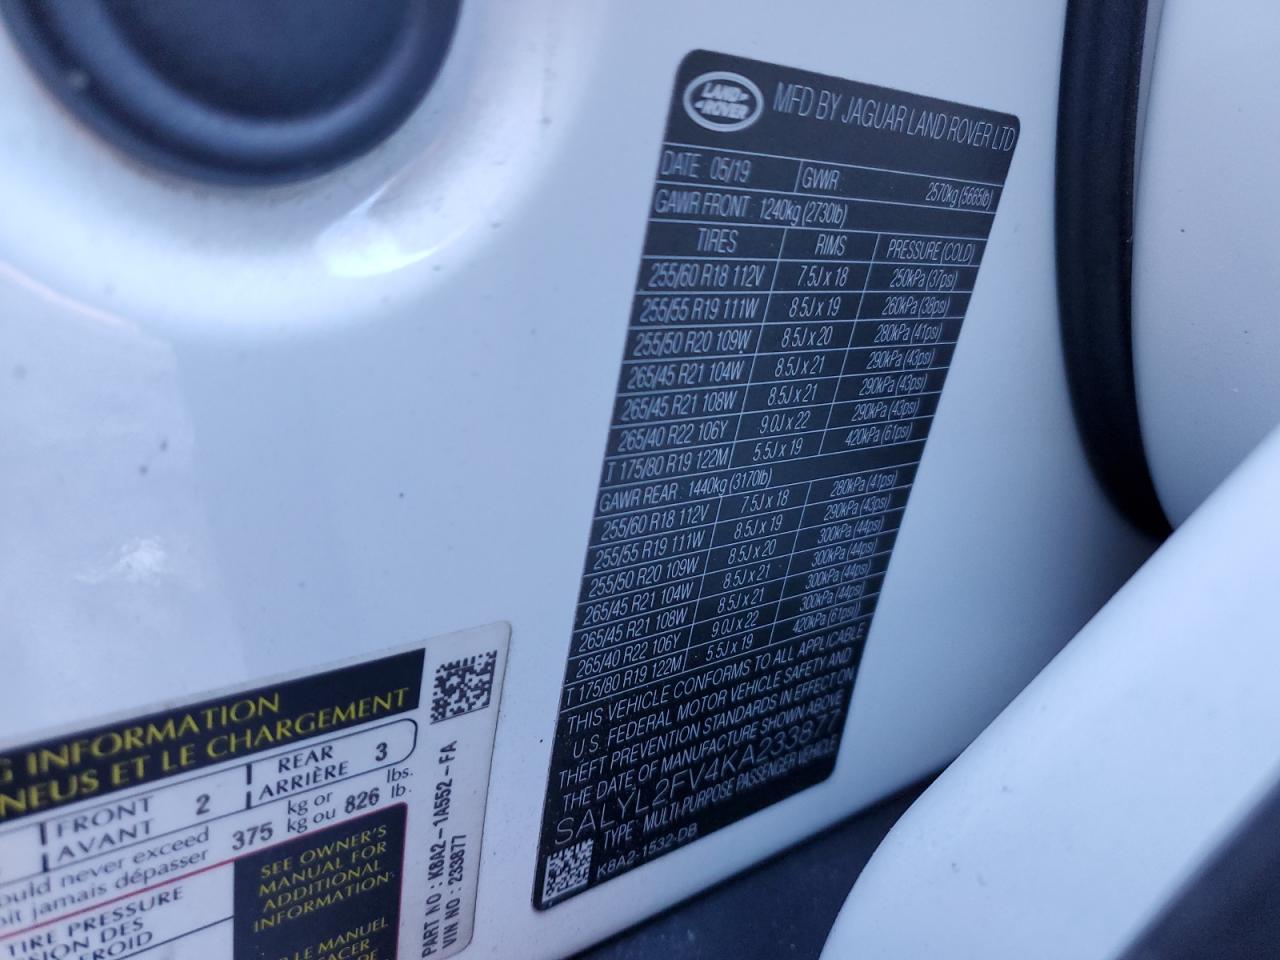 LAND ROVER
MFD BY JAGUAR LAND ROVER LTD
DATE : 05/19 GVWR : 2570kg (5665lb)
GAWR FRONT : 1240kg (2730lb)
TIRES RIMS PRESSURE (COLD)
255/60 R18 112V 7.5J x 18 250kPa (37psi)
255/55 R19 111W 8.5J x 19 260kPa (38psi)
255/50 R20 109W 8.5J x 20 280kPa (41psi)
265/45 R21 104W 8.5J x 21 290kPa (43psi)
265/45 R21 108W 8.5J x 21 290kPa (43psi)
265/40 R22 106Y 9.0J x 22 290kPa (43psi)
T 175/80 R19 122M 5.5J x 19 420kPa (61psi)
GAWR REAR : 1440kg (3170lb)
255/60 R18 112V 7.5J x 18 280kPa (41psi)
255/55 R19 111W 8.5J x 19 290kPa (43psi)
255/50 R20 109W 8.5J x 20 300kPa (44psi)
265/45 R21 104W 8.5J x 21 300kPa (44psi)
265/45 R21 108W 8.5J x 21 300kPa (44psi)
265/40 R22 106Y 9.0J x 22 300kPa (44psi)
T 175/80 R19 122M 5.5J x 19 420kPa (61psi)
THIS VEHICLE CONFORMS TO ALL APPLICABLE
U.S. FEDERAL MOTOR VEHICLE SAFETY AND
THEFT PREVENTION STANDARDS IN EFFECT ON
THE DATE OF MANUFACTURE SHOWN ABOVE
SALYL2FV4KA233877
TYPE: MULTI-PURPOSE PASSENGER VEHICLE
K8A2-1532-DB
G INFORMATION
NEUS ET LE CHARGEMENT
FRONT 2 REAR 3
AVANT ARRIÈRE
ould never exceed 375 kg or 826 lbs.
oit jamais dépasser kg ou lb.
TIRE PRESSURE
SION DES
FROID
SEE OWNER'S
MANUAL FOR
ADDITIONAL
INFORMATION
R LE MANUEL
PART NO : K8A2-1A552-FA
VIN NO : 233877